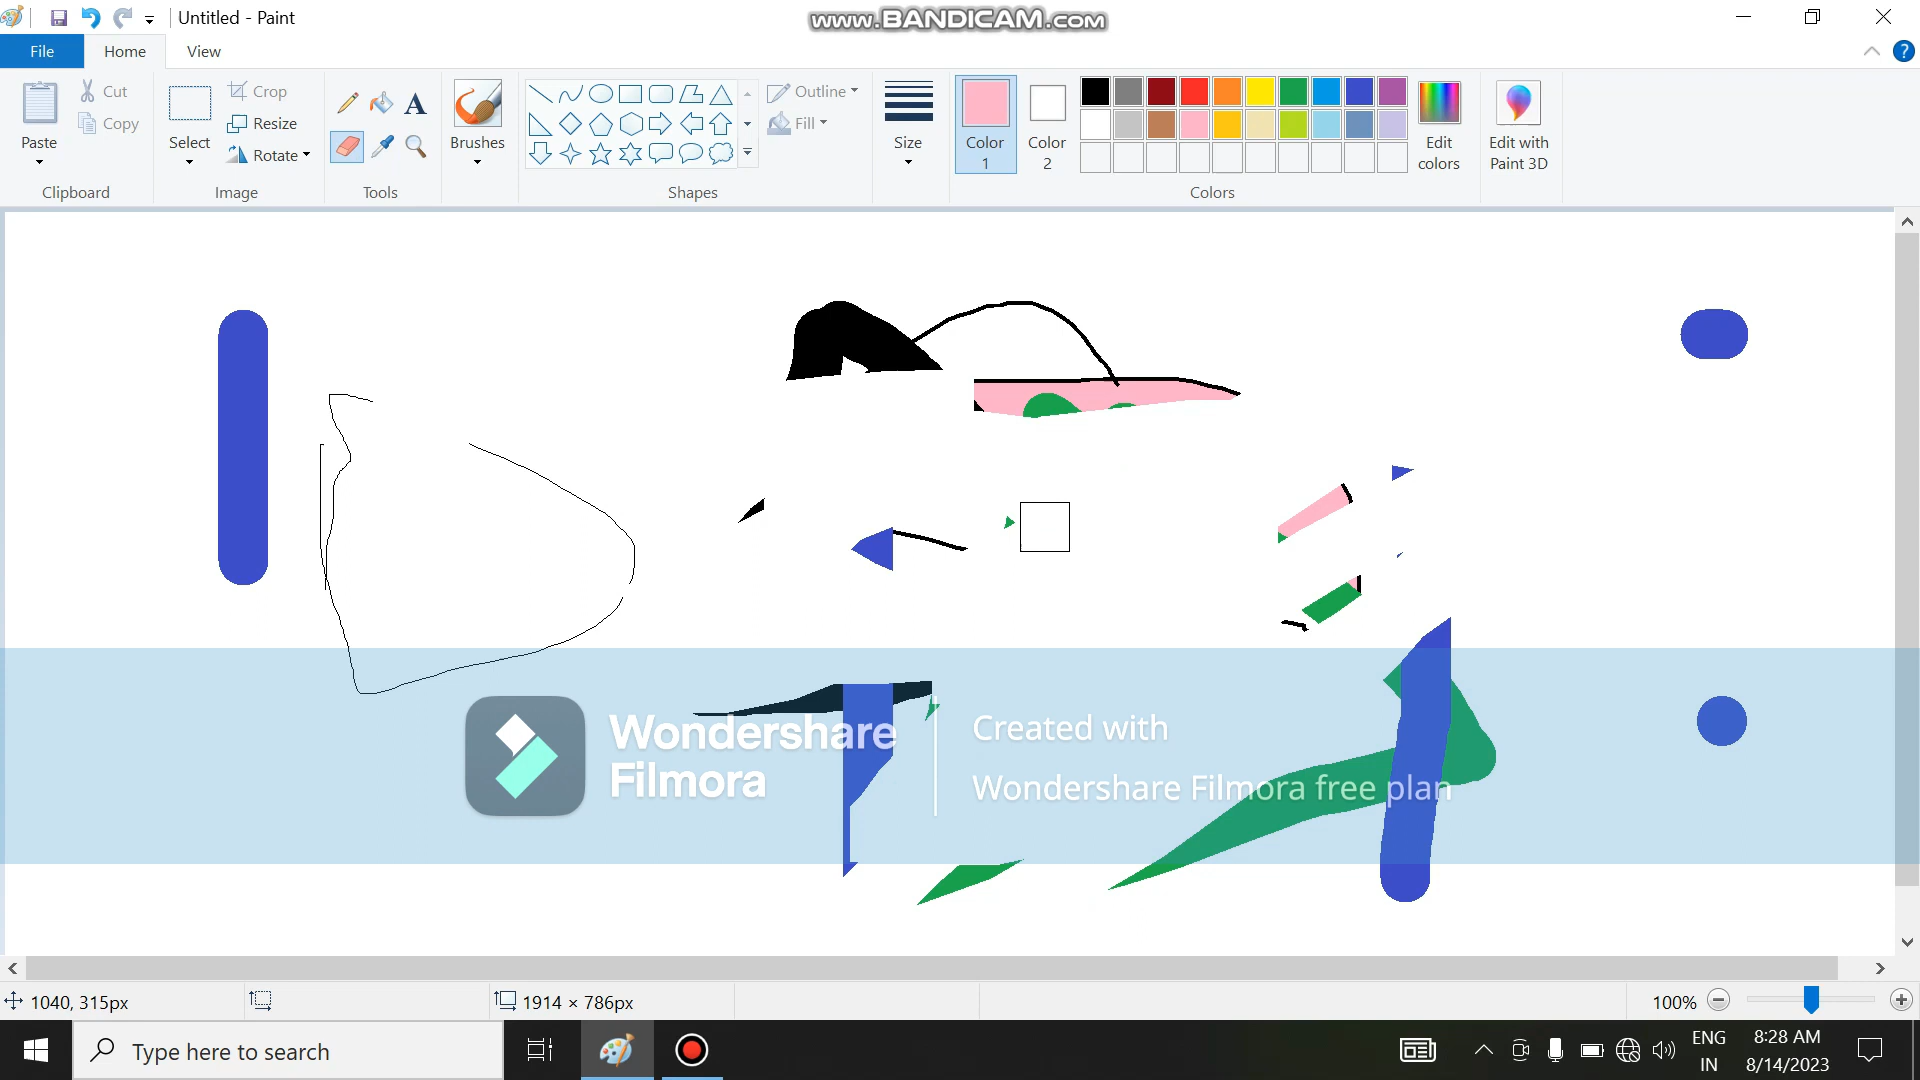 Untitled - Paint
www.BANDICAM.com
File
Home
View
Paste
Cut
Copy
Clipboard
Select
Crop
Resize
Rotate
Image
Tools
Brushes
Shapes
Outline
Fill
Size
Color
1
Color
2
Colors
Edit
colors
Edit with
Paint 3D
Wondershare
Filmora
Created with
Wondershare Filmora free plan
1040, 315px
1914 × 786px
100%
Type here to search
ENG
IN
8:28 AM
8/14/2023